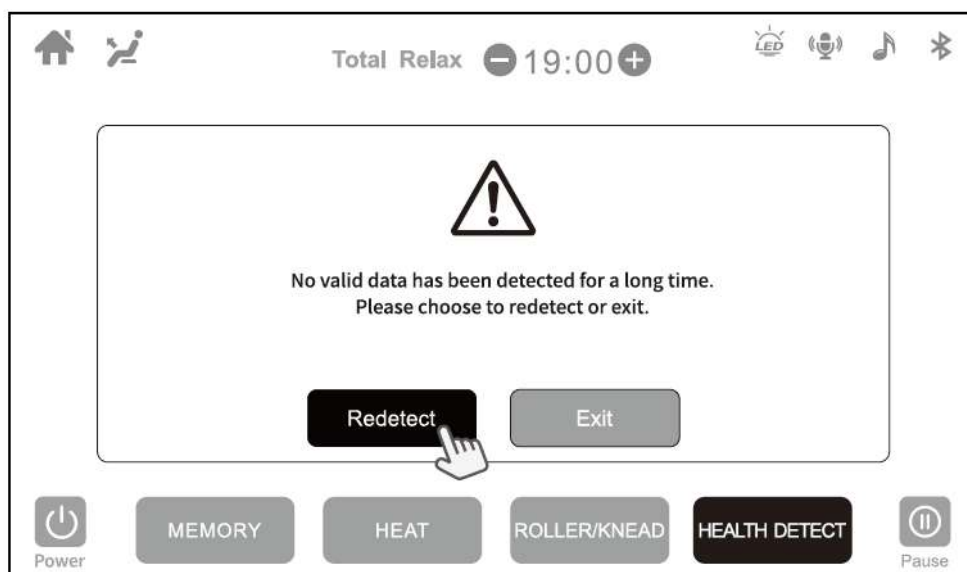 Total Relax 19:00
LED
No valid data has been detected for a long time.
Please choose to redetect or exit.
Redetect
Exit
MEMORY
HEAT
ROLLER/KNEAD
HEALTH DETECT
Power
Pause